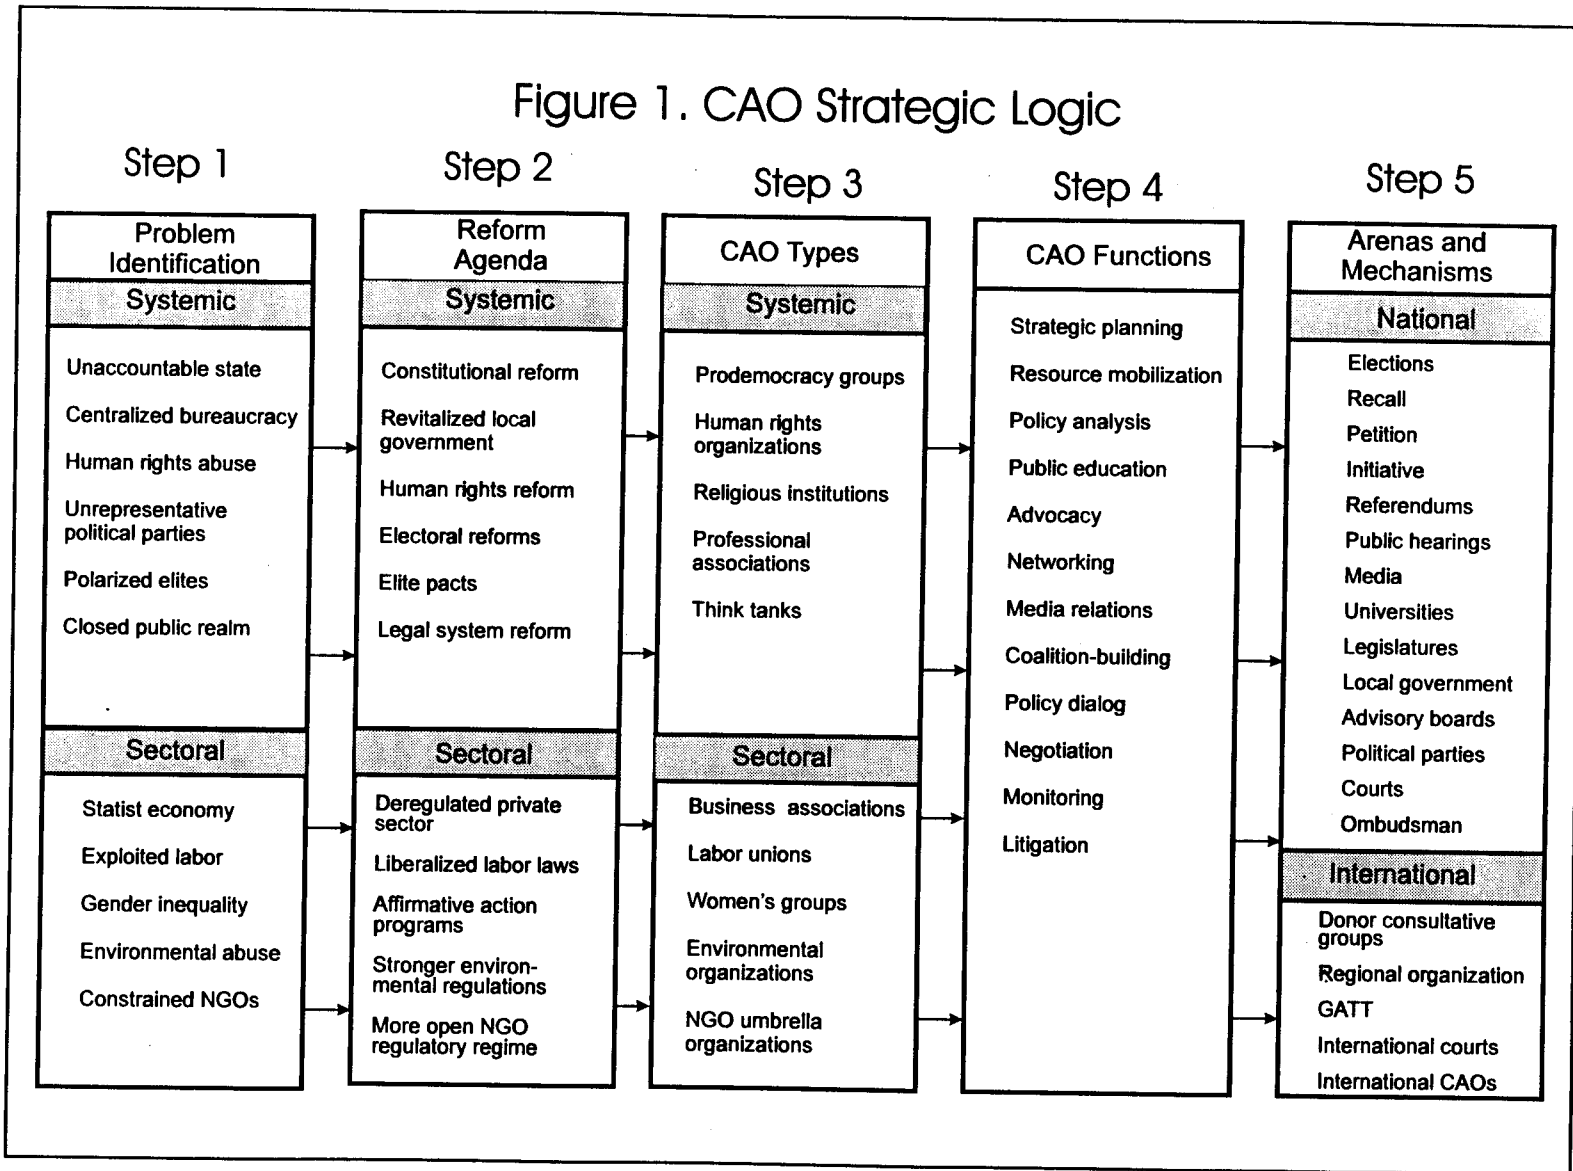 Figure 1. CAO Strategic Logic
Step 1
Problem
Identification
Systemic
Unaccountable state
Centralized bureaucracy
Human rights abuse
Unrepresentative
political parties
Polarized elites
Closed public realm
Sectoral
Statist economy
Exploited labor
Gender inequality
Environmental abuse
Constrained NGOs
Step 2
Reform
Agenda
Systemic
Constitutional reform
Revitalized local
government
Human rights reform
Electoral reforms
Elite pacts
Legal system reform
Sectoral
Deregulated private
sector
Liberalized labor laws
Affirmative action
programs
Stronger environ-
mental regulations
More open NGO
regulatory regime
Step 3
CAO Types
Systemic
Prodemocracy groups
Human rights
organizations
Religious institutions
Professional
associations
Think tanks
Sectoral
Business associations
Labor unions
Women's groups
Environmental
organizations
NGO umbrella
organizations
Step 4
CAO Functions
Strategic planning
Resource mobilization
Policy analysis
Public education
Advocacy
Networking
Media relations
Coalition-building
Policy dialog
Negotiation
Monitoring
Litigation
Step 5
Arenas and
Mechanisms
National
Elections
Recall
Petition
Initiative
Referendums
Public hearings
Media
Universities
Legislatures
Local government
Advisory boards
Political parties
Courts
Ombudsman
International
Donor consultative
groups
Regional organization
GATT
International courts
International CAOs